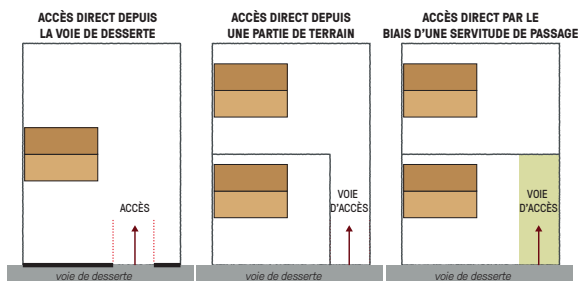 ACCÈS DIRECT DEPUIS
LA VOIE DE DESSERTE
ACCÈS DIRECT DEPUIS
UNE PARTIE DE TERRAIN
ACCÈS DIRECT PAR LE
BIAIS D'UNE SERVITUDE DE PASSAGE
ACCÈS
VOIE
D'ACCÈS
VOIE
D'ACCÈS
voie de desserte
voie de desserte
voie de desserte